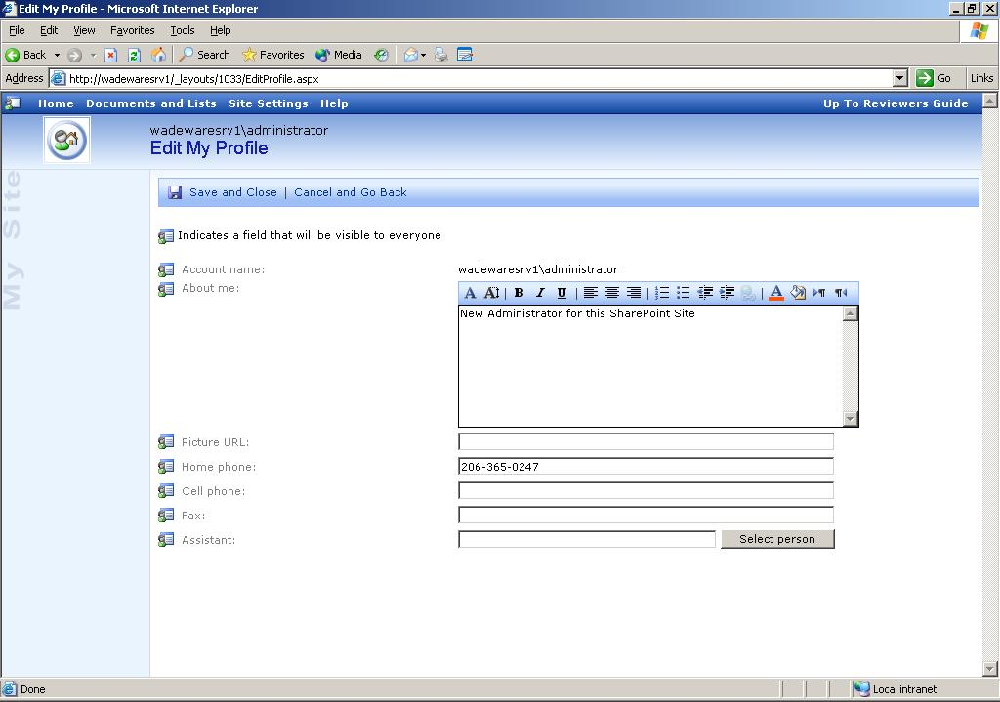 Edit My Profile - Microsoft Internet Explorer
File Edit View Favorites Tools Help
Back Search Favorites Media
Address http://wadewaresrv1/_layouts/1033/EditProfile.aspx Go Links
Home Documents and Lists Site Settings Help Up To Reviewers Guide
wadewaresrv1\administrator
Edit My Profile
My Site
Save and Close | Cancel and Go Back
Indicates a field that will be visible to everyone
Account name: wadewaresrv1\administrator
About me:
A A B I U A
New Administrator for this SharePoint Site
Picture URL:
Home phone: 206-365-0247
Cell phone:
Fax:
Assistant: Select person
Done Local intranet